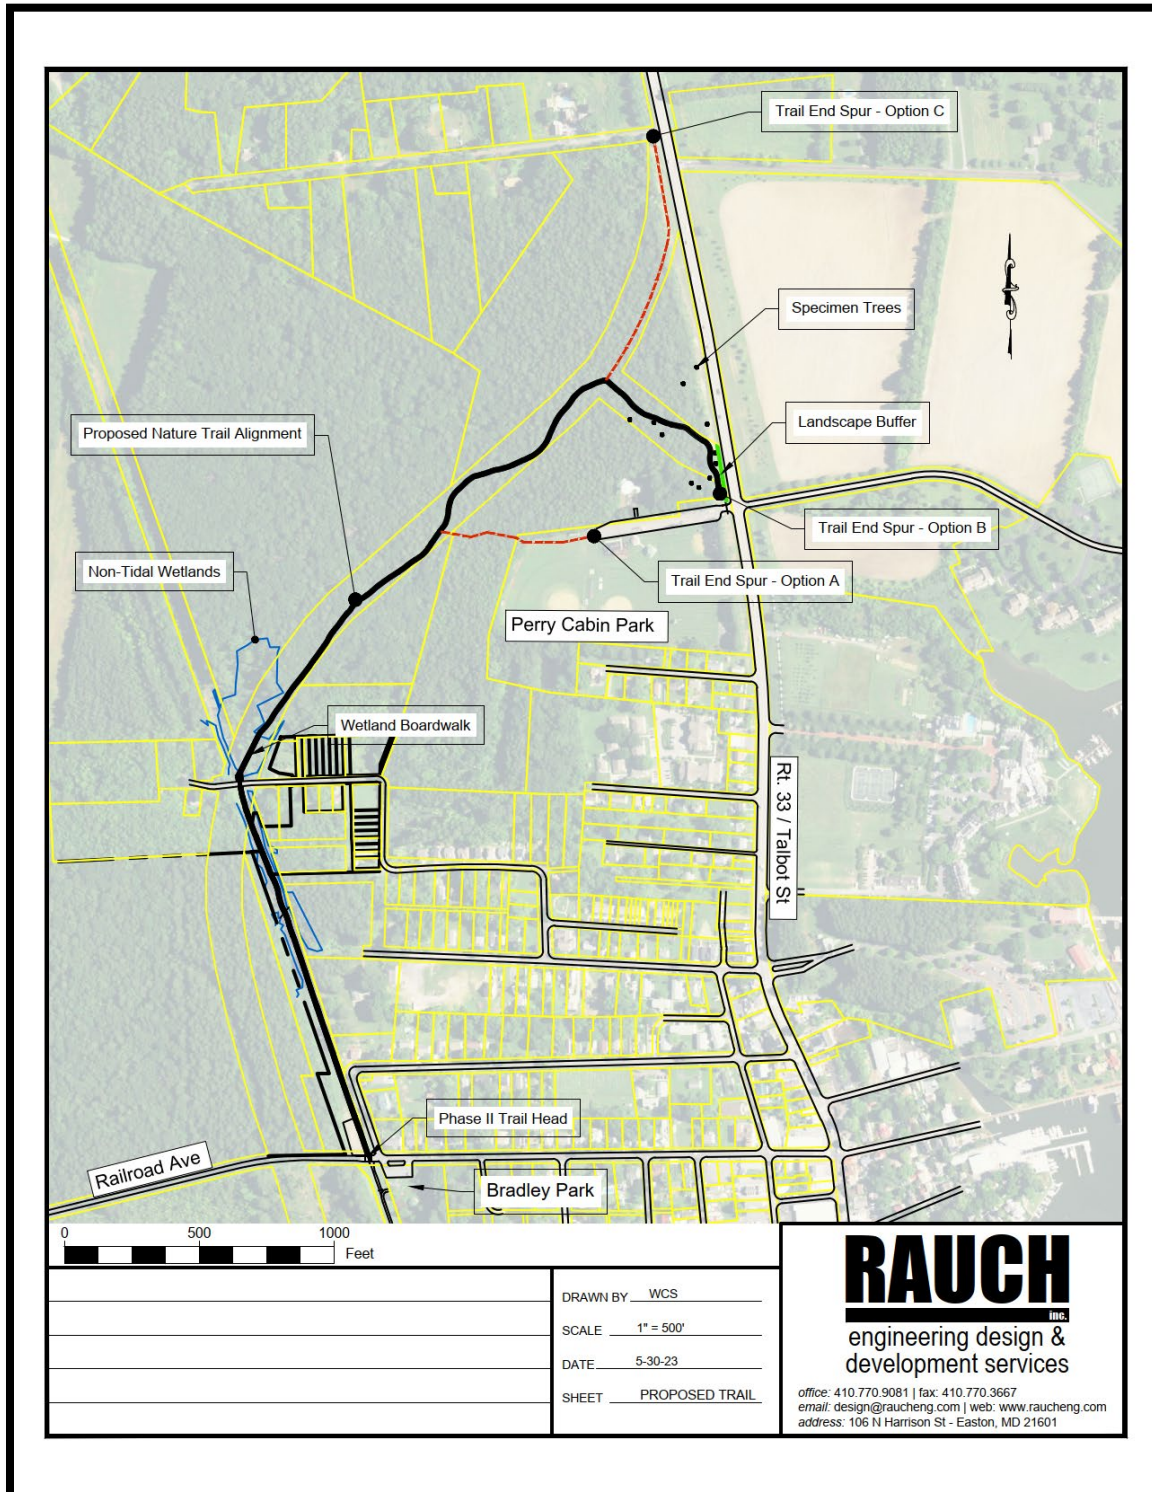 Trail End Spur - Option C
Specimen Trees
Proposed Nature Trail Alignment
Landscape Buffer
Trail End Spur - Option B
Non-Tidal Wetlands
Trail End Spur - Option A
Perry Cabin Park
Wetland Boardwalk
Rt. 33 / Talbot St
Phase II Trail Head
Railroad Ave
Bradley Park
0 500 1000
Feet
DRAWN BY WCS
SCALE 1" = 500'
DATE 5-30-23
SHEET PROPOSED TRAIL
RAUCH
inc.
engineering design &
development services
office: 410.770.9081 | fax: 410.770.3667
email: design@raucheng.com | web: www.raucheng.com
address: 106 N Harrison St - Easton, MD 21601